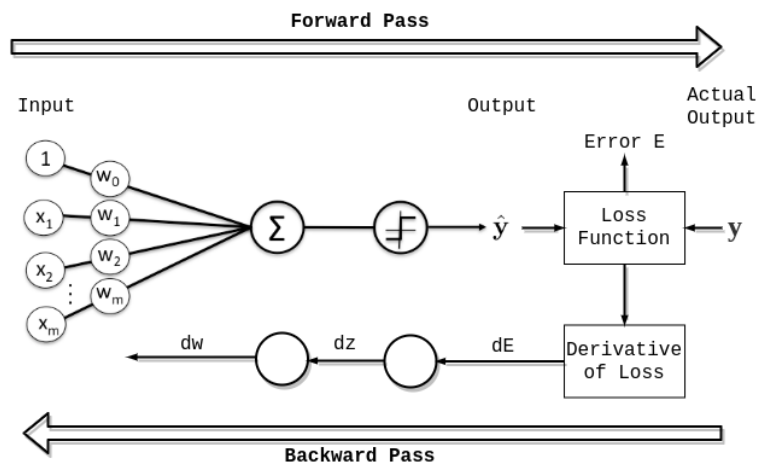 Forward Pass
Input
Output
Actual
Output
Error E
1
w₀
x₁
w₁
x₂
w₂
⋮
xₘ
wₘ
Σ
ŷ
Loss
Function
y
dw
dz
dE
Derivative
of Loss
Backward Pass